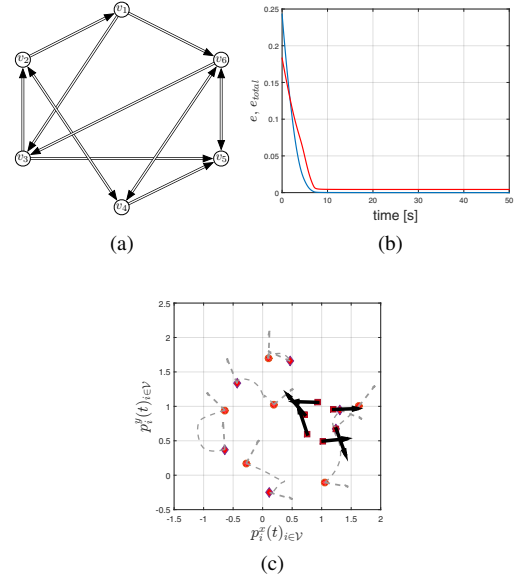 v1
v2
v6
v3
v5
v4
(a)
0.25
0.2
0.15
0.1
0.05
0
e, e_total
0 10 20 30 40 50
time [s]
(b)
2.5
2
1.5
1
0.5
0
-0.5
p_i^y(t)_{i∈𝒱}
-1.5 -1 -0.5 0 0.5 1 1.5 2
p_i^x(t)_{i∈𝒱}
(c)